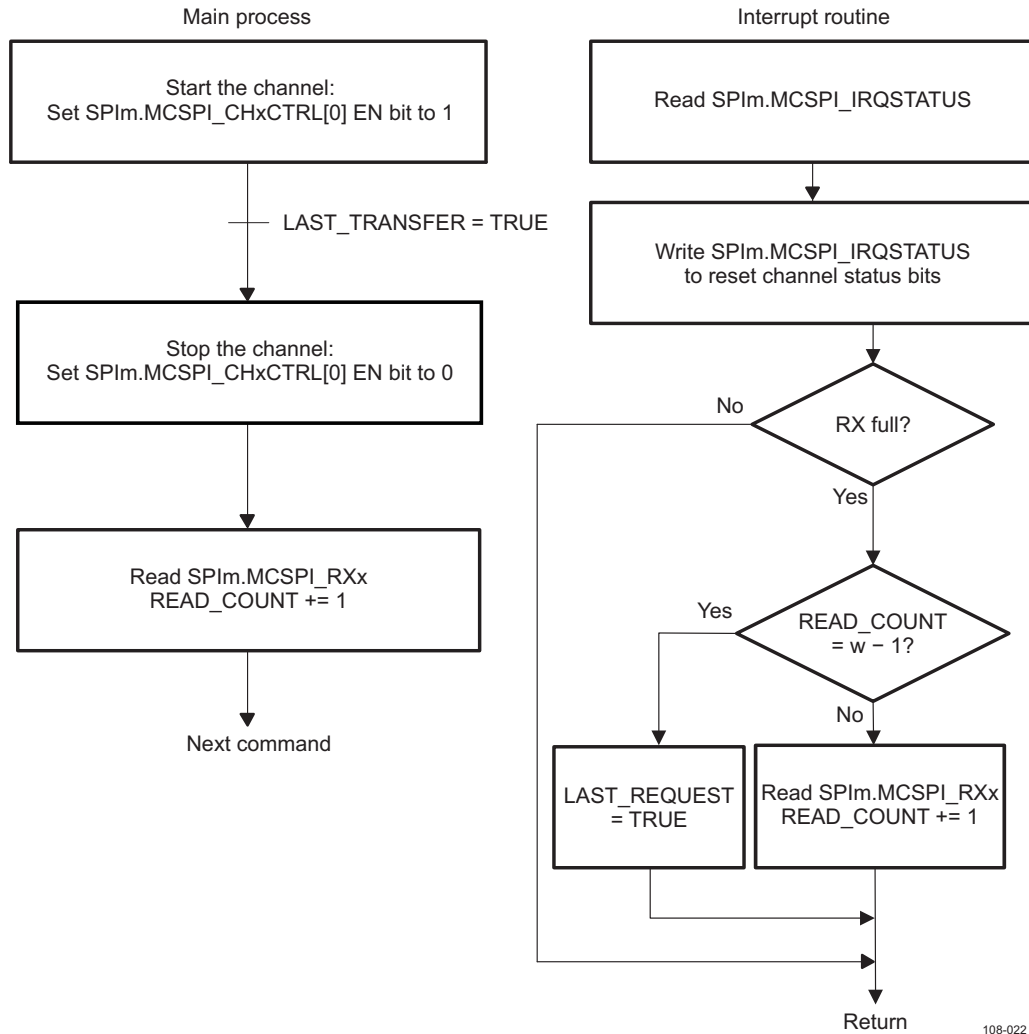 Main process
Start the channel:
Set SPIm.MCSPI_CHxCTRL[0] EN bit to 1
LAST_TRANSFER = TRUE
Stop the channel:
Set SPIm.MCSPI_CHxCTRL[0] EN bit to 0
Read SPIm.MCSPI_RXx
READ_COUNT += 1
Next command
Interrupt routine
Read SPIm.MCSPI_IRQSTATUS
Write SPIm.MCSPI_IRQSTATUS
to reset channel status bits
No
RX full?
Yes
Yes
READ_COUNT
= w − 1?
No
LAST_REQUEST
= TRUE
Read SPIm.MCSPI_RXx
READ_COUNT += 1
Return
108-022